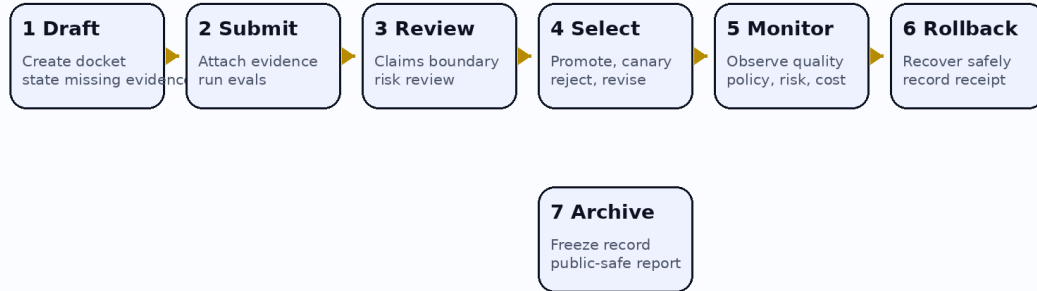 1 Draft
Create docket
state missing evidence
2 Submit
Attach evidence
run evals
3 Review
Claims boundary
risk review
4 Select
Promote, canary
reject, revise
5 Monitor
Observe quality
policy, risk, cost
6 Rollback
Recover safely
record receipt
7 Archive
Freeze record
public-safe report